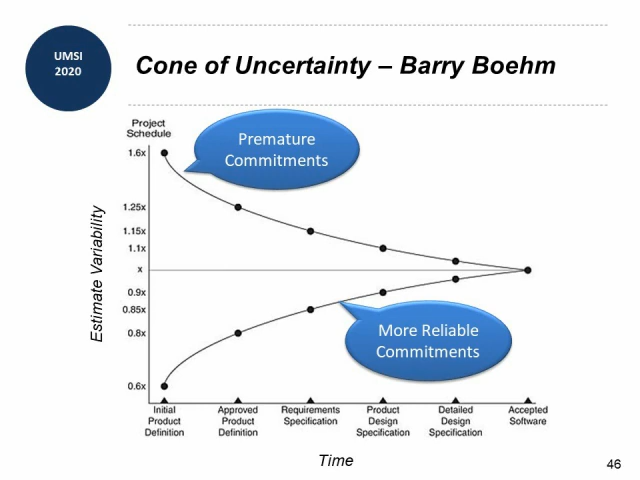 UMSI
2020
Cone of Uncertainty – Barry Boehm
Project
Schedule
Premature
Commitments
1.6x
1.25x
1.15x
1.1x
x
0.9x
0.85x
0.8x
0.6x
Estimate Variability
More Reliable
Commitments
Initial
Product
Definition
Approved
Product
Definition
Requirements
Specification
Product
Design
Specification
Detailed
Design
Specification
Accepted
Software
Time
46